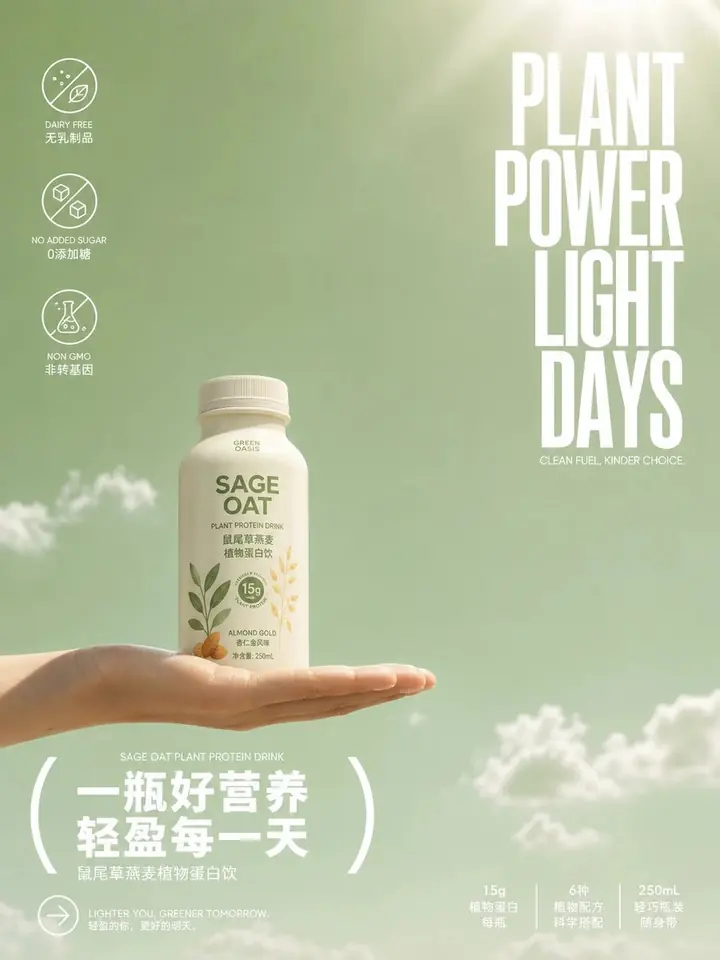 DAIRY FREE
无乳制品
NO ADDED SUGAR
0添加糖
NON GMO
非转基因
PLANT
POWER
LIGHT
DAYS
CLEAN FUEL, KINDER CHOICE.
GREEN
OASIS
SAGE
OAT
PLANT PROTEIN DRINK
鼠尾草燕麦
植物蛋白饮
15g
PLANT PROTEIN
ALMOND GOLD
杏仁金风味
净含量: 250mL
SAGE OAT PLANT PROTEIN DRINK
一瓶好营养
轻盈每一天
鼠尾草燕麦植物蛋白饮
LIGHTER YOU, GREENER TOMORROW.
轻盈的你，更好的明天。
15g
植物蛋白
每瓶
6种
植物配方
科学搭配
250mL
轻巧瓶装
随身带